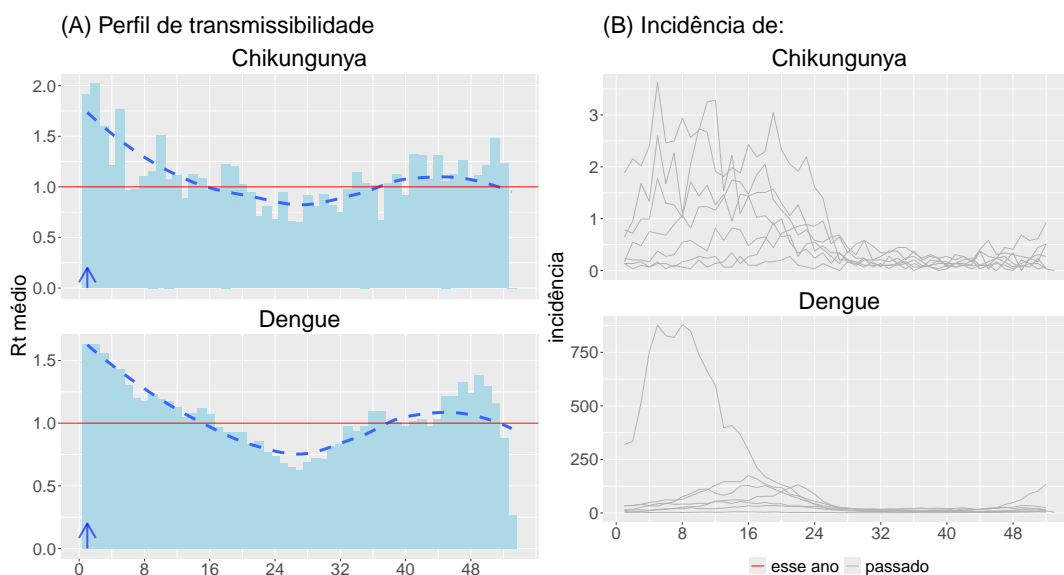 (A) Perfil de transmissibilidade
Chikungunya
2.0
1.5
1.0
0.5
0.0
Dengue
1.5
1.0
0.5
0.0
0 8 16 24 32 40 48
Rt médio
(B) Incidência de:
Chikungunya
3
2
1
0
Dengue
750
500
250
0
0 8 16 24 32 40 48
incidência
esse ano passado